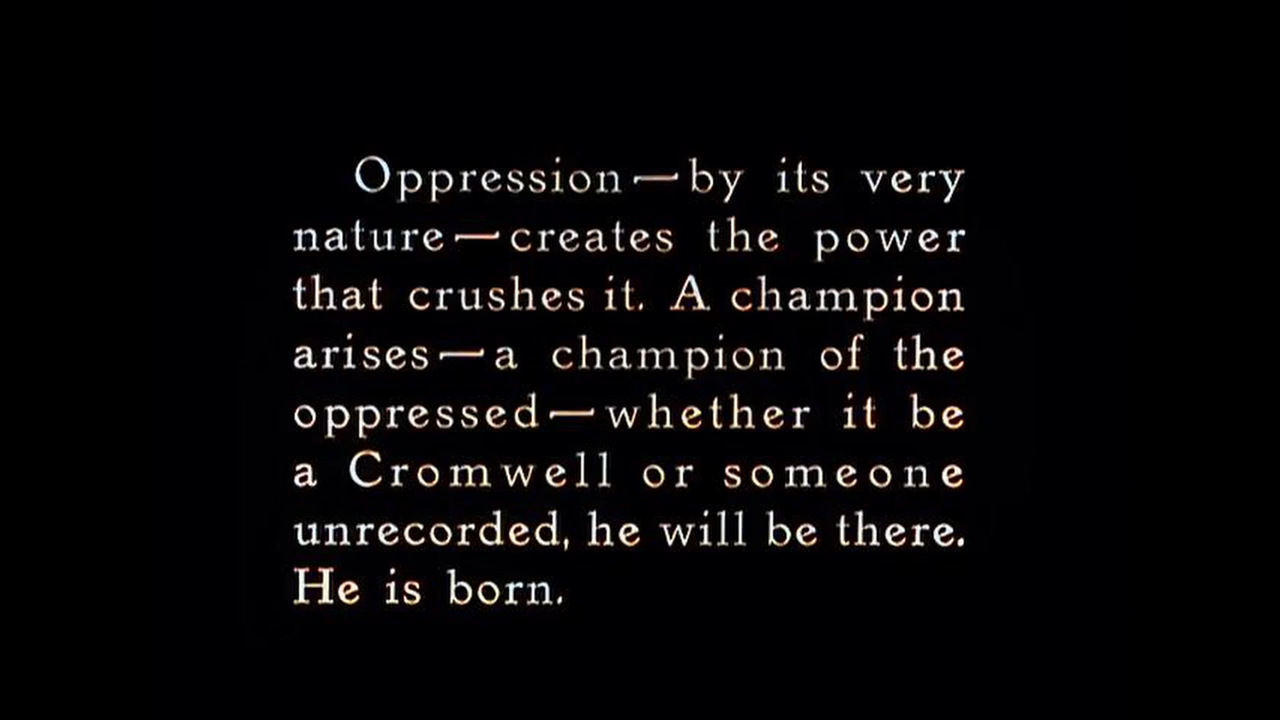 Oppression—by its very
nature—creates the power
that crushes it. A champion
arises—a champion of the
oppressed—whether it be
a Cromwell or someone
unrecorded, he will be there.
He is born.